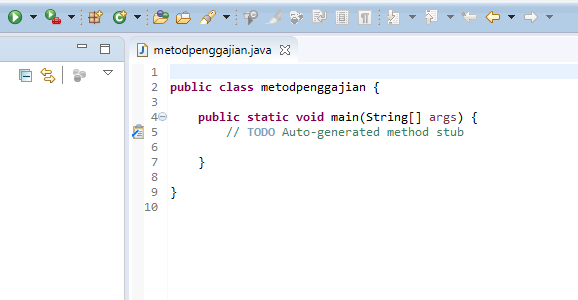 metodpenggajian.java
1
2 public class metodpenggajian {
3
4 public static void main(String[] args) {
5 // TODO Auto-generated method stub
6
7 }
8
9 }
10